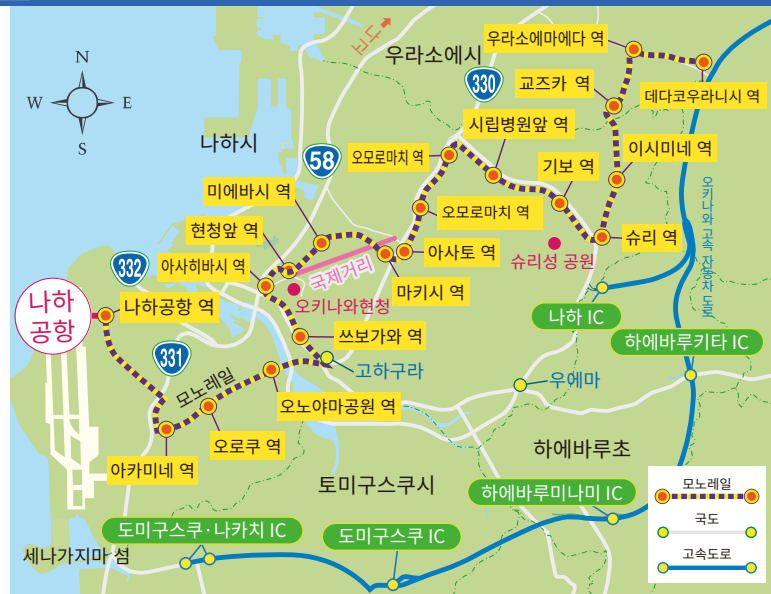 고나
우라소에시
우라소에마에다 역
330
교즈카 역
데다코우라니시 역
N
W
E
S
나하시
58
시립병원앞 역
오모로마치 역
이시미네 역
기보 역
미에바시 역
오키나와 고속 자동차 도로
현청앞 역
오모로마치 역
332
아사히바시 역
국제거리
아사토 역
슈리 역
슈리성 공원
마키시 역
오키나와현청
나하
공항
나하공항 역
나하 IC
쓰보가와 역
하에바루키타 IC
331
고하구라
모노레일
우에마
오노야마공원 역
오로쿠 역
아카미네 역
하에바루초
토미구스쿠시
하에바루미나미 IC
도미구스쿠·나카치 IC
도미구스쿠 IC
세나가지마 섬
모노레일
국도
고속도로